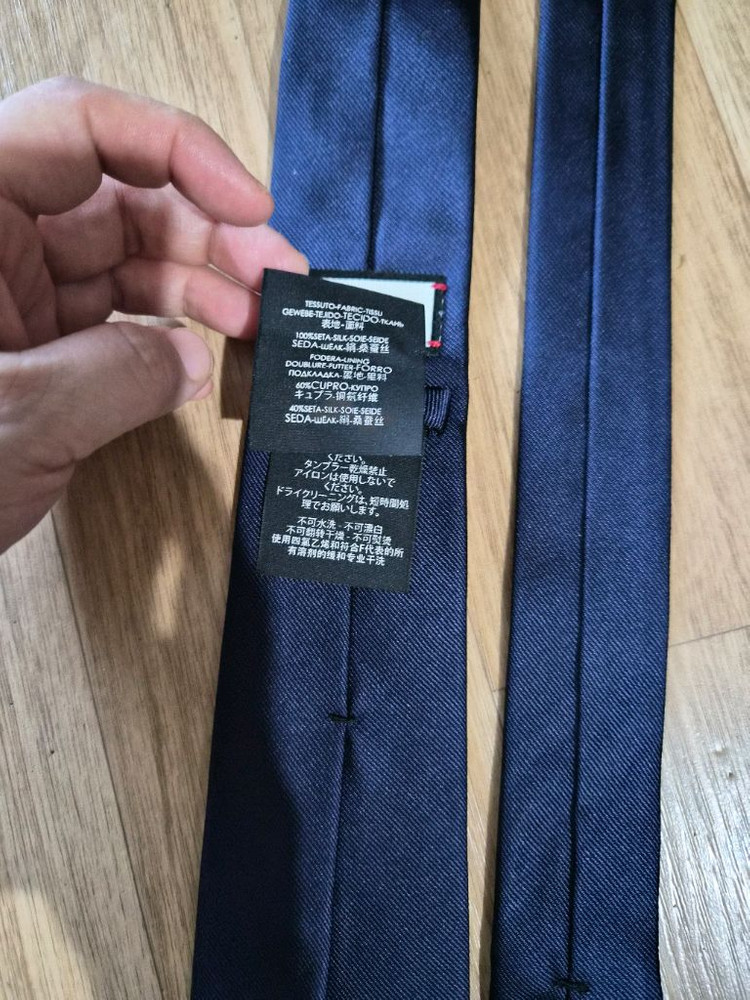 TESSUTO-FABRIC-TISSU
GEWEBE-TEJIDO-TECIDO-ТКАНЬ
表地-面料
100%SETA-SILK-SOIE-SEIDE
SEDA-ШЁЛК-絹-桑蚕丝
FODERA-LINING
DOUBLURE-FUTTER-FORRO
ПОДКЛАДКА-裏地-里料
60%CUPRO-КУПРО
キュプラ-铜氨纤维
40%SETA-SILK-SOIE-SEIDE
SEDA-ШЁЛК-絹-桑蚕丝
ください。
タンブラー乾燥禁止
アイロンは使用しないで
ください。
ドライクリーニングは、短時間処
理でお願いします。
不可水洗 - 不可漂白
不可翻转干燥 - 不可熨烫
使用四氯乙烯和符合F代表的所
有溶剂的缓和专业干洗